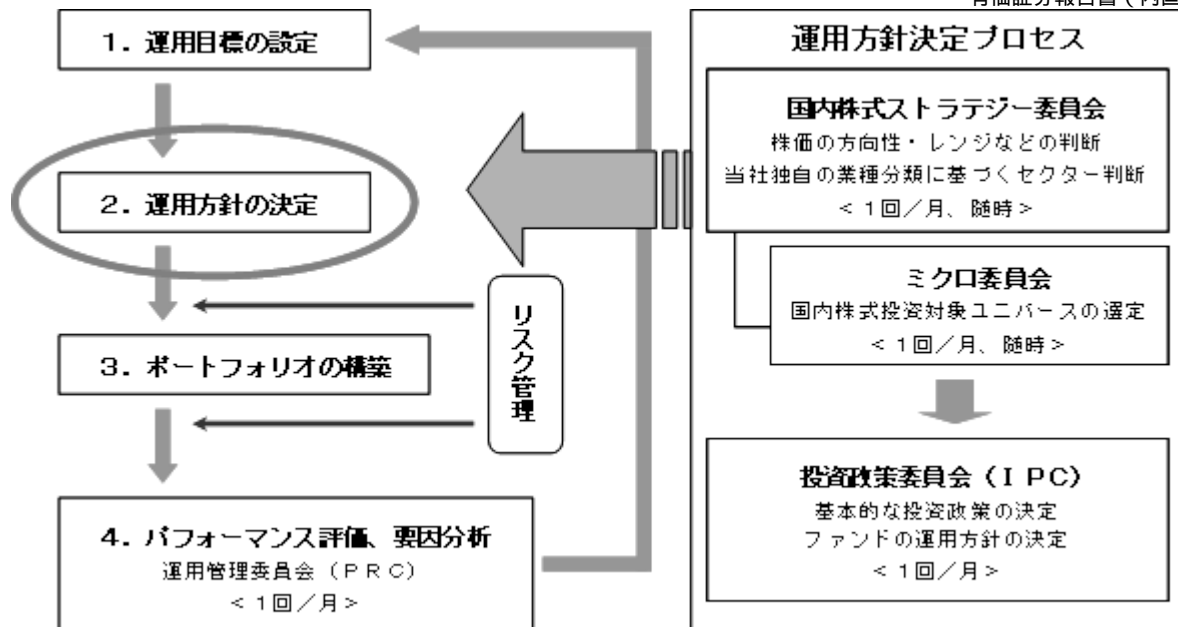 有価証券報告書（内国
1．運用目標の設定
2．運用方針の決定
3．ポートフォリオの構築
4．パフォーマンス評価、要因分析
運用管理委員会（ＰＲＣ）
＜1回／月＞
リスク管理
運用方針決定プロセス
国内株式ストラテジー委員会
株価の方向性・レンジなどの判断
当社独自の業種分類に基づくセクター判断
＜1回／月、随時＞
ミクロ委員会
国内株式投資対象ユニバースの選定
＜1回／月、随時＞
投資政策委員会（ＩＰＣ）
基本的な投資政策の決定
ファンドの運用方針の決定
＜1回／月＞